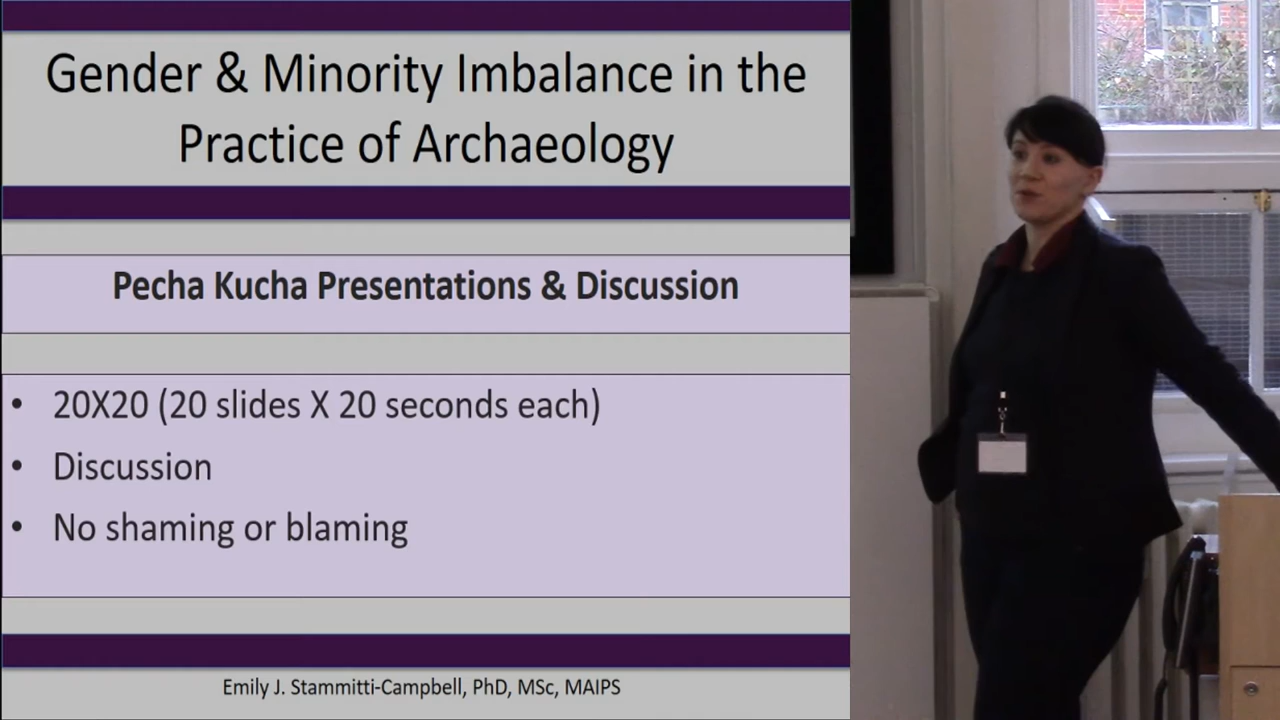 Gender & Minority Imbalance in the
Practice of Archaeology
Pecha Kucha Presentations & Discussion
• 20X20 (20 slides X 20 seconds each)
• Discussion
• No shaming or blaming
Emily J. Stammitti-Campbell, PhD, MSc, MAIPS